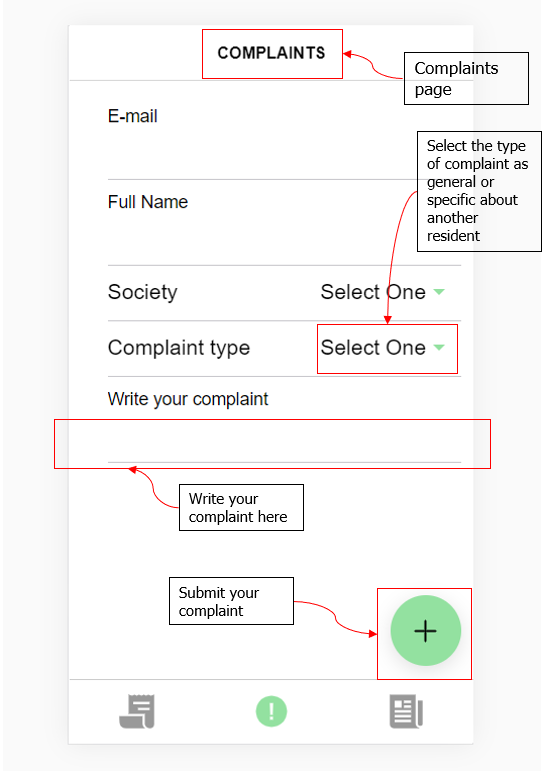 COMPLAINTS
Complaints
page
E-mail
Select the type
of complaint as
general or
specific about
another
resident
Full Name
Society Select One
Complaint type Select One
Write your complaint
Write your
complaint here
Submit your
complaint